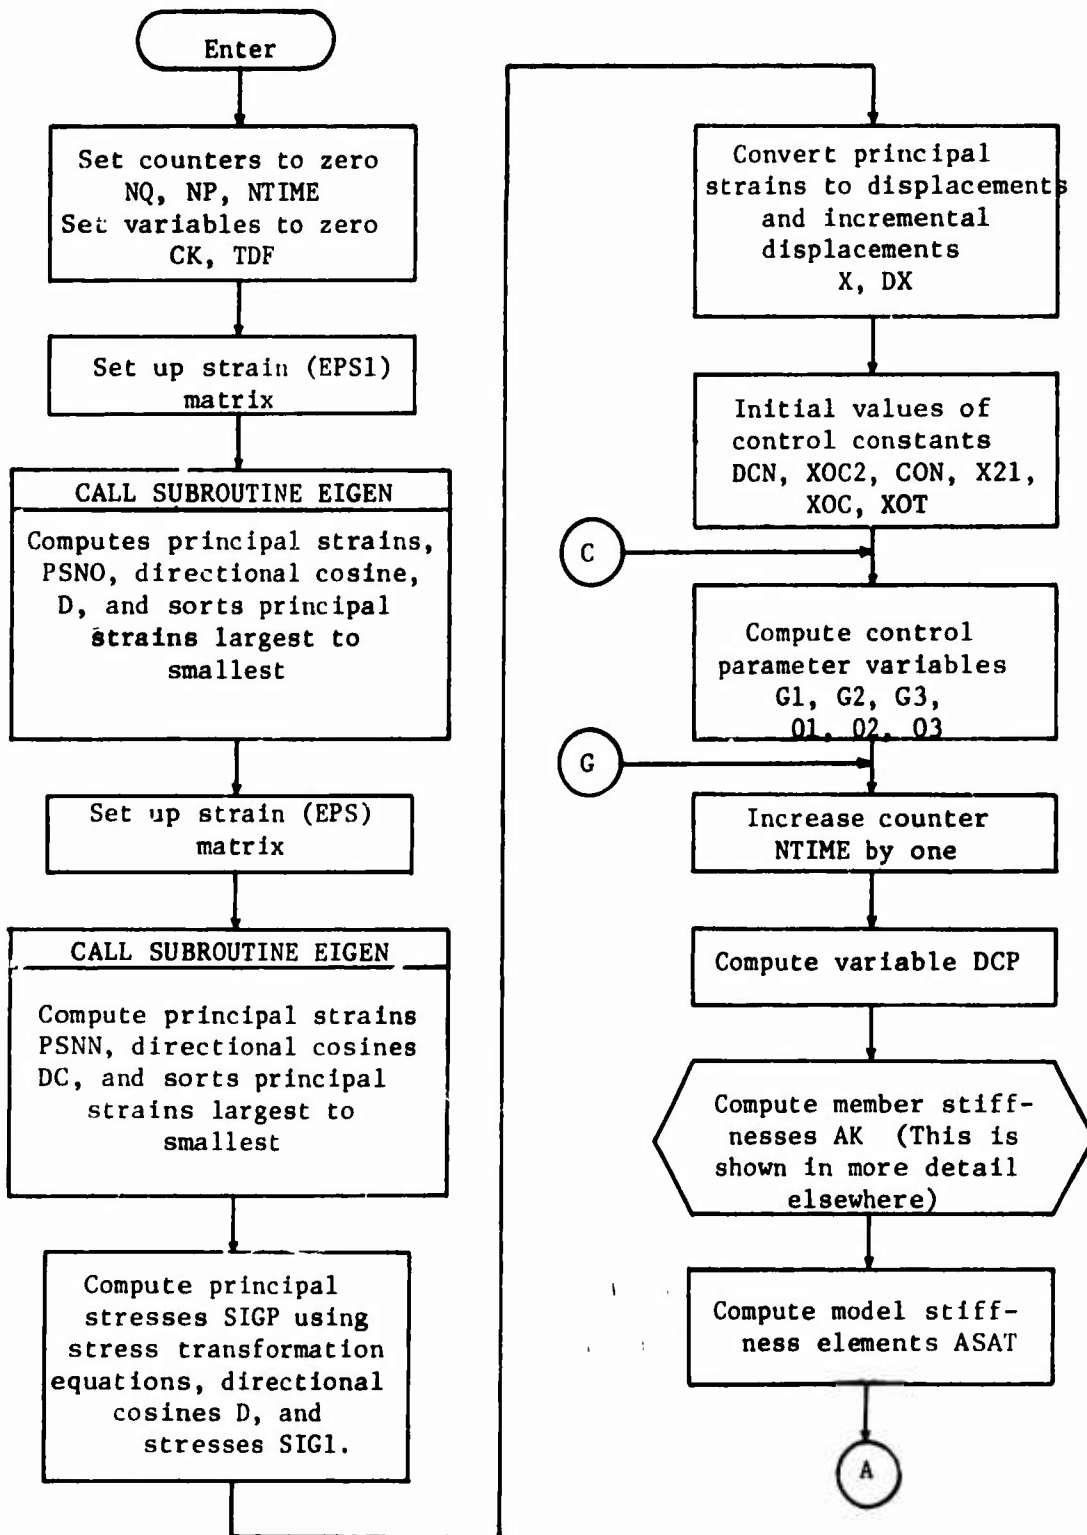 Enter
Set counters to zero
NQ, NP, NTIME
Set variables to zero
CK, TDF
Set up strain (EPS1)
matrix
CALL SUBROUTINE EIGEN
Computes principal strains,
PSNO, directional cosine,
D, and sorts principal
strains largest to
smallest
Set up strain (EPS)
matrix
CALL SUBROUTINE EIGEN
Compute principal strains
PSNN, directional cosines
DC, and sorts principal
strains largest to
smallest
Compute principal
stresses SIGP using
stress transformation
equations, directional
cosines D, and
stresses SIG1.
Convert principal
strains to displacements
and incremental
displacements
X, DX
Initial values of
control constants
DCN, XOC2, CON, X21,
XOC, XOT
C
Compute control
parameter variables
G1, G2, G3,
O1, O2, O3
G
Increase counter
NTIME by one
Compute variable DCP
Compute member stiff-
nesses AK (This is
shown in more detail
elsewhere)
Compute model stiff-
ness elements ASAT
A